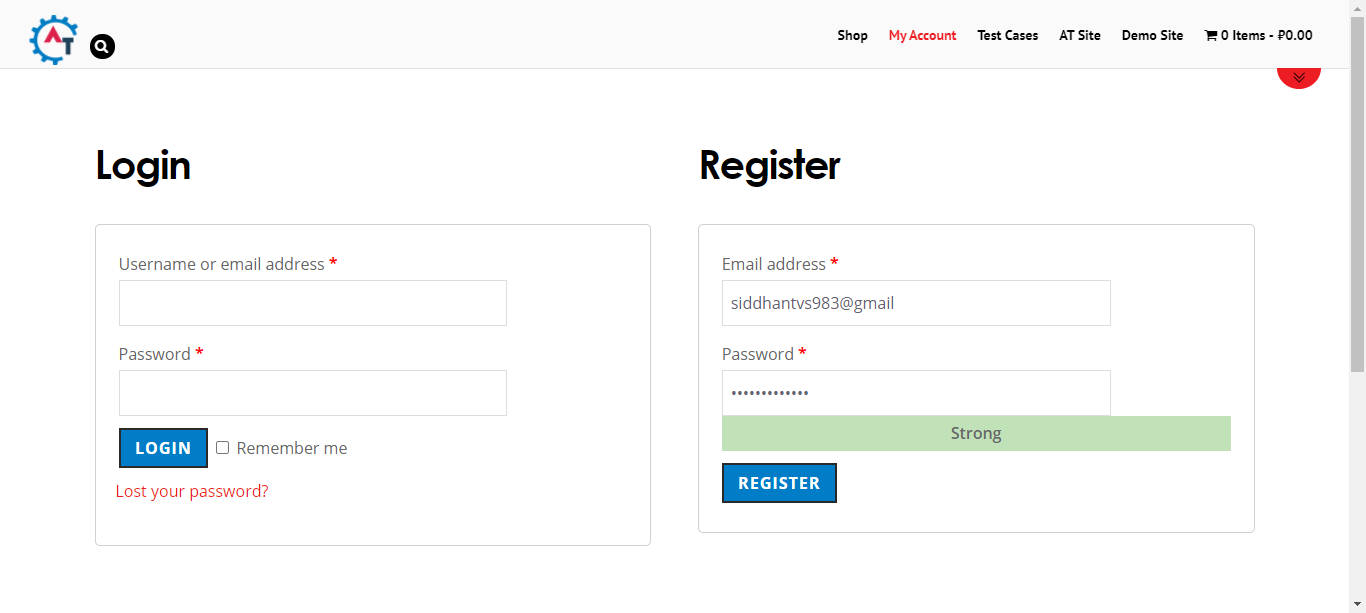 AT
Shop My Account Test Cases AT Site Demo Site 0 Items - ₽0.00
Login
Username or email address *
Password *
LOGIN Remember me
Lost your password?
Register
Email address *
siddhantvs983@gmail
Password *
•••••••••••••
Strong
REGISTER